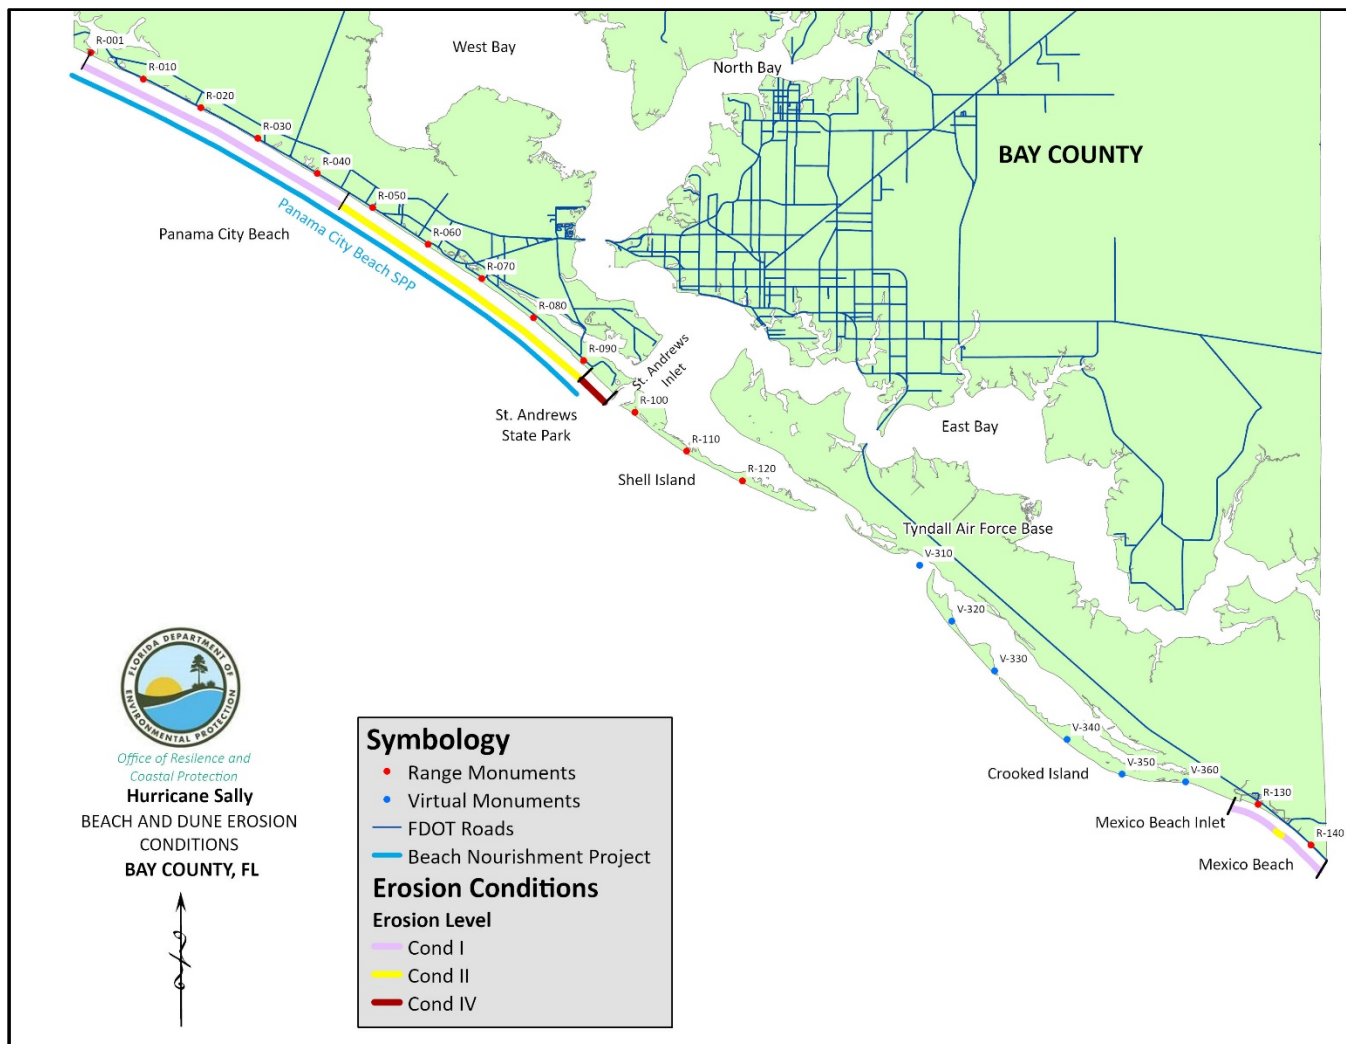 R-001
West Bay
R-010
North Bay
R-020
R-030
BAY COUNTY
R-040
R-050
Panama City Beach
Panama City Beach SPP
R-060
R-070
R-080
R-090
St. Andrews
Inlet
St. Andrews
State Park
R-100
East Bay
R-110
Shell Island
R-120
Tyndall Air Force Base
V-310
V-320
V-330
V-340
Crooked Island
V-350
V-360
R-130
Mexico Beach Inlet
R-140
Mexico Beach
FLORIDA DEPARTMENT OF
ENVIRONMENTAL PROTECTION
Office of Resilence and
Coastal Protection
Hurricane Sally
BEACH AND DUNE EROSION
CONDITIONS
BAY COUNTY, FL
Symbology
Range Monuments
Virtual Monuments
FDOT Roads
Beach Nourishment Project
Erosion Conditions
Erosion Level
Cond I
Cond II
Cond IV